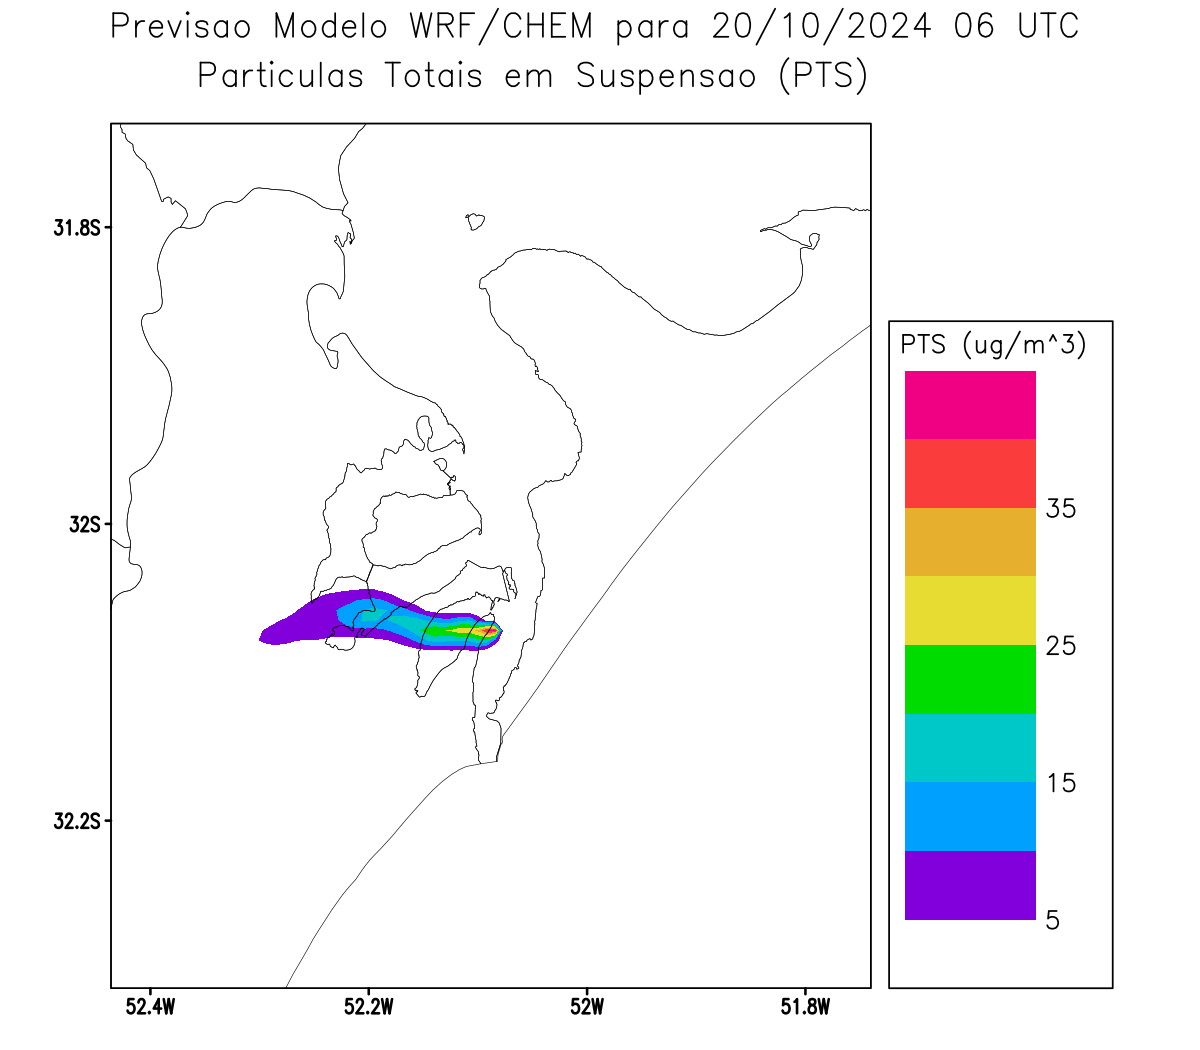 Previsao Modelo WRF/CHEM para 20/10/2024 06 UTC
Particulas Totais em Suspensao (PTS)
31.8S
32S
32.2S
52.4W
52.2W
52W
51.8W
PTS (ug/m^3)
35
25
15
5